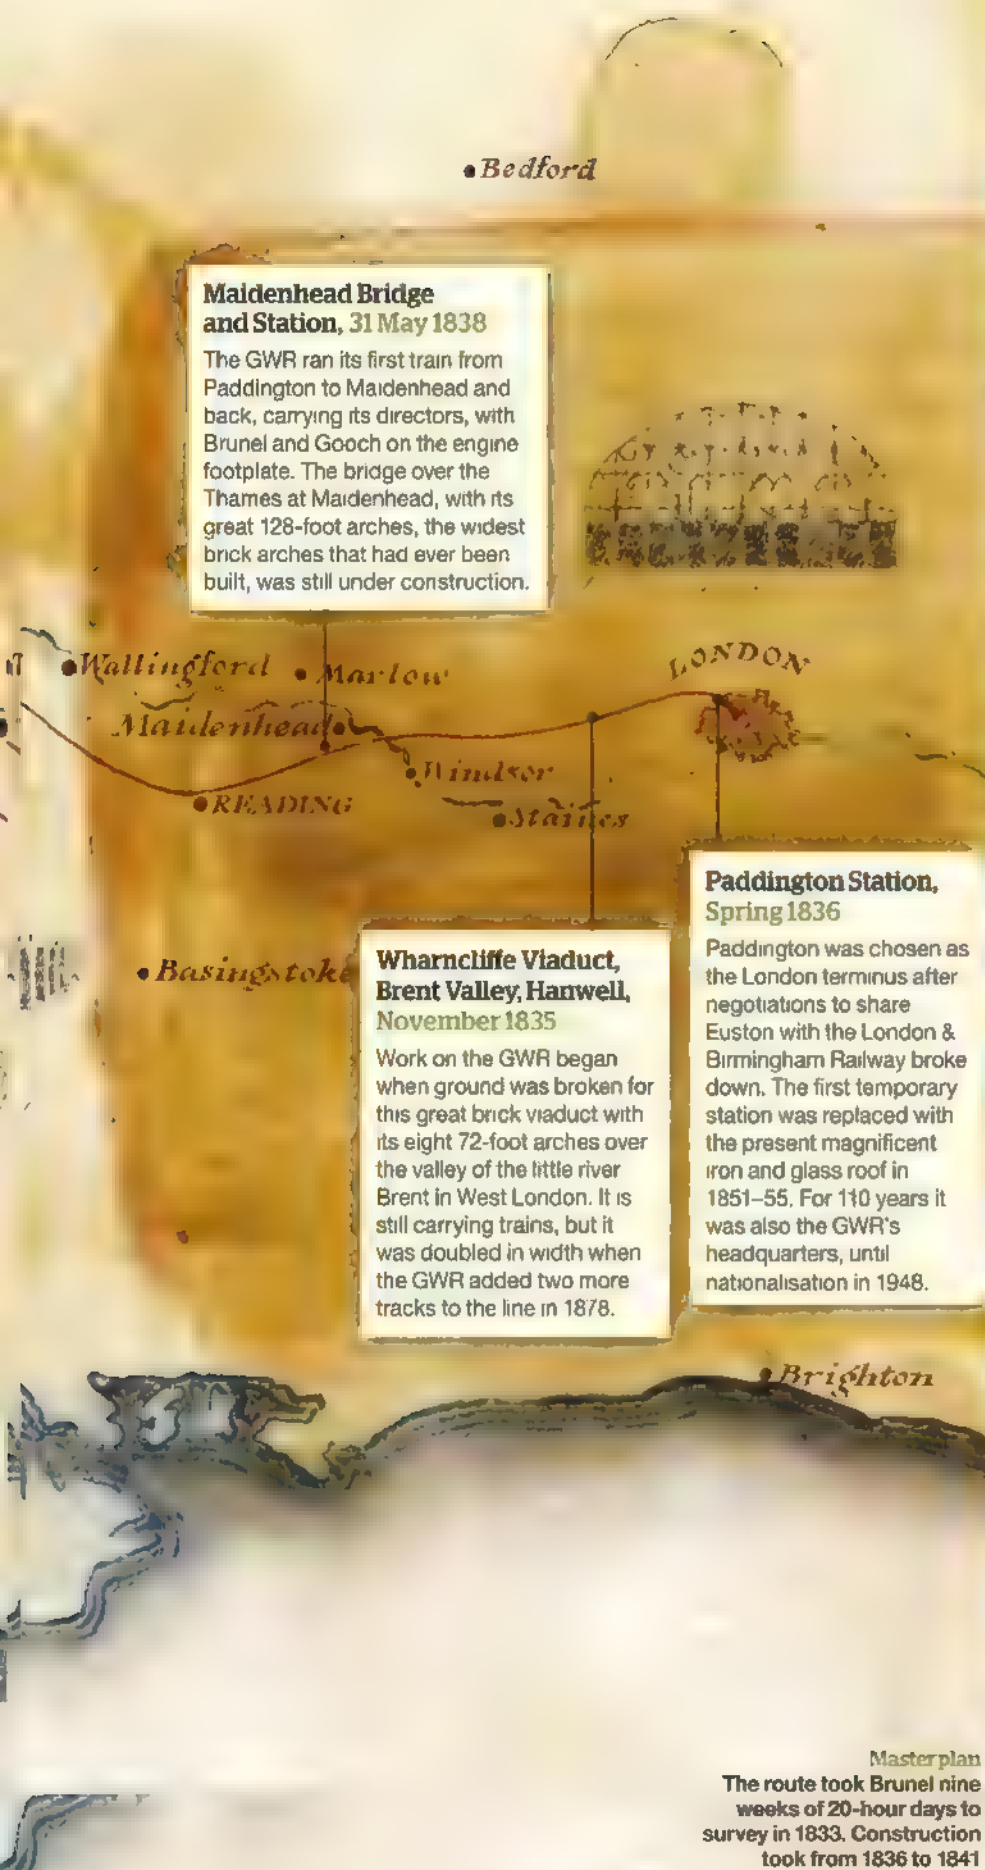 Bedford
Maidenhead Bridge
and Station, 31 May 1838
The GWR ran its first train from
Paddington to Maidenhead and
back, carrying its directors, with
Brunel and Gooch on the engine
footplate. The bridge over the
Thames at Maidenhead, with its
great 128-foot arches, the widest
brick arches that had ever been
built, was still under construction.
Wallingford
Marlow
LONDON
Maidenhead
Windsor
READING
Staines
Basingstoke
Wharncliffe Viaduct,
Brent Valley, Hanwell,
November 1835
Work on the GWR began
when ground was broken for
this great brick viaduct with
its eight 72-foot arches over
the valley of the little river
Brent in West London. It is
still carrying trains, but it
was doubled in width when
the GWR added two more
tracks to the line in 1878.
Paddington Station,
Spring 1836
Paddington was chosen as
the London terminus after
negotiations to share
Euston with the London &
Birmingham Railway broke
down. The first temporary
station was replaced with
the present magnificent
iron and glass roof in
1851–55. For 110 years it
was also the GWR's
headquarters, until
nationalisation in 1948.
Brighton
Masterplan
The route took Brunel nine
weeks of 20-hour days to
survey in 1833. Construction
took from 1836 to 1841